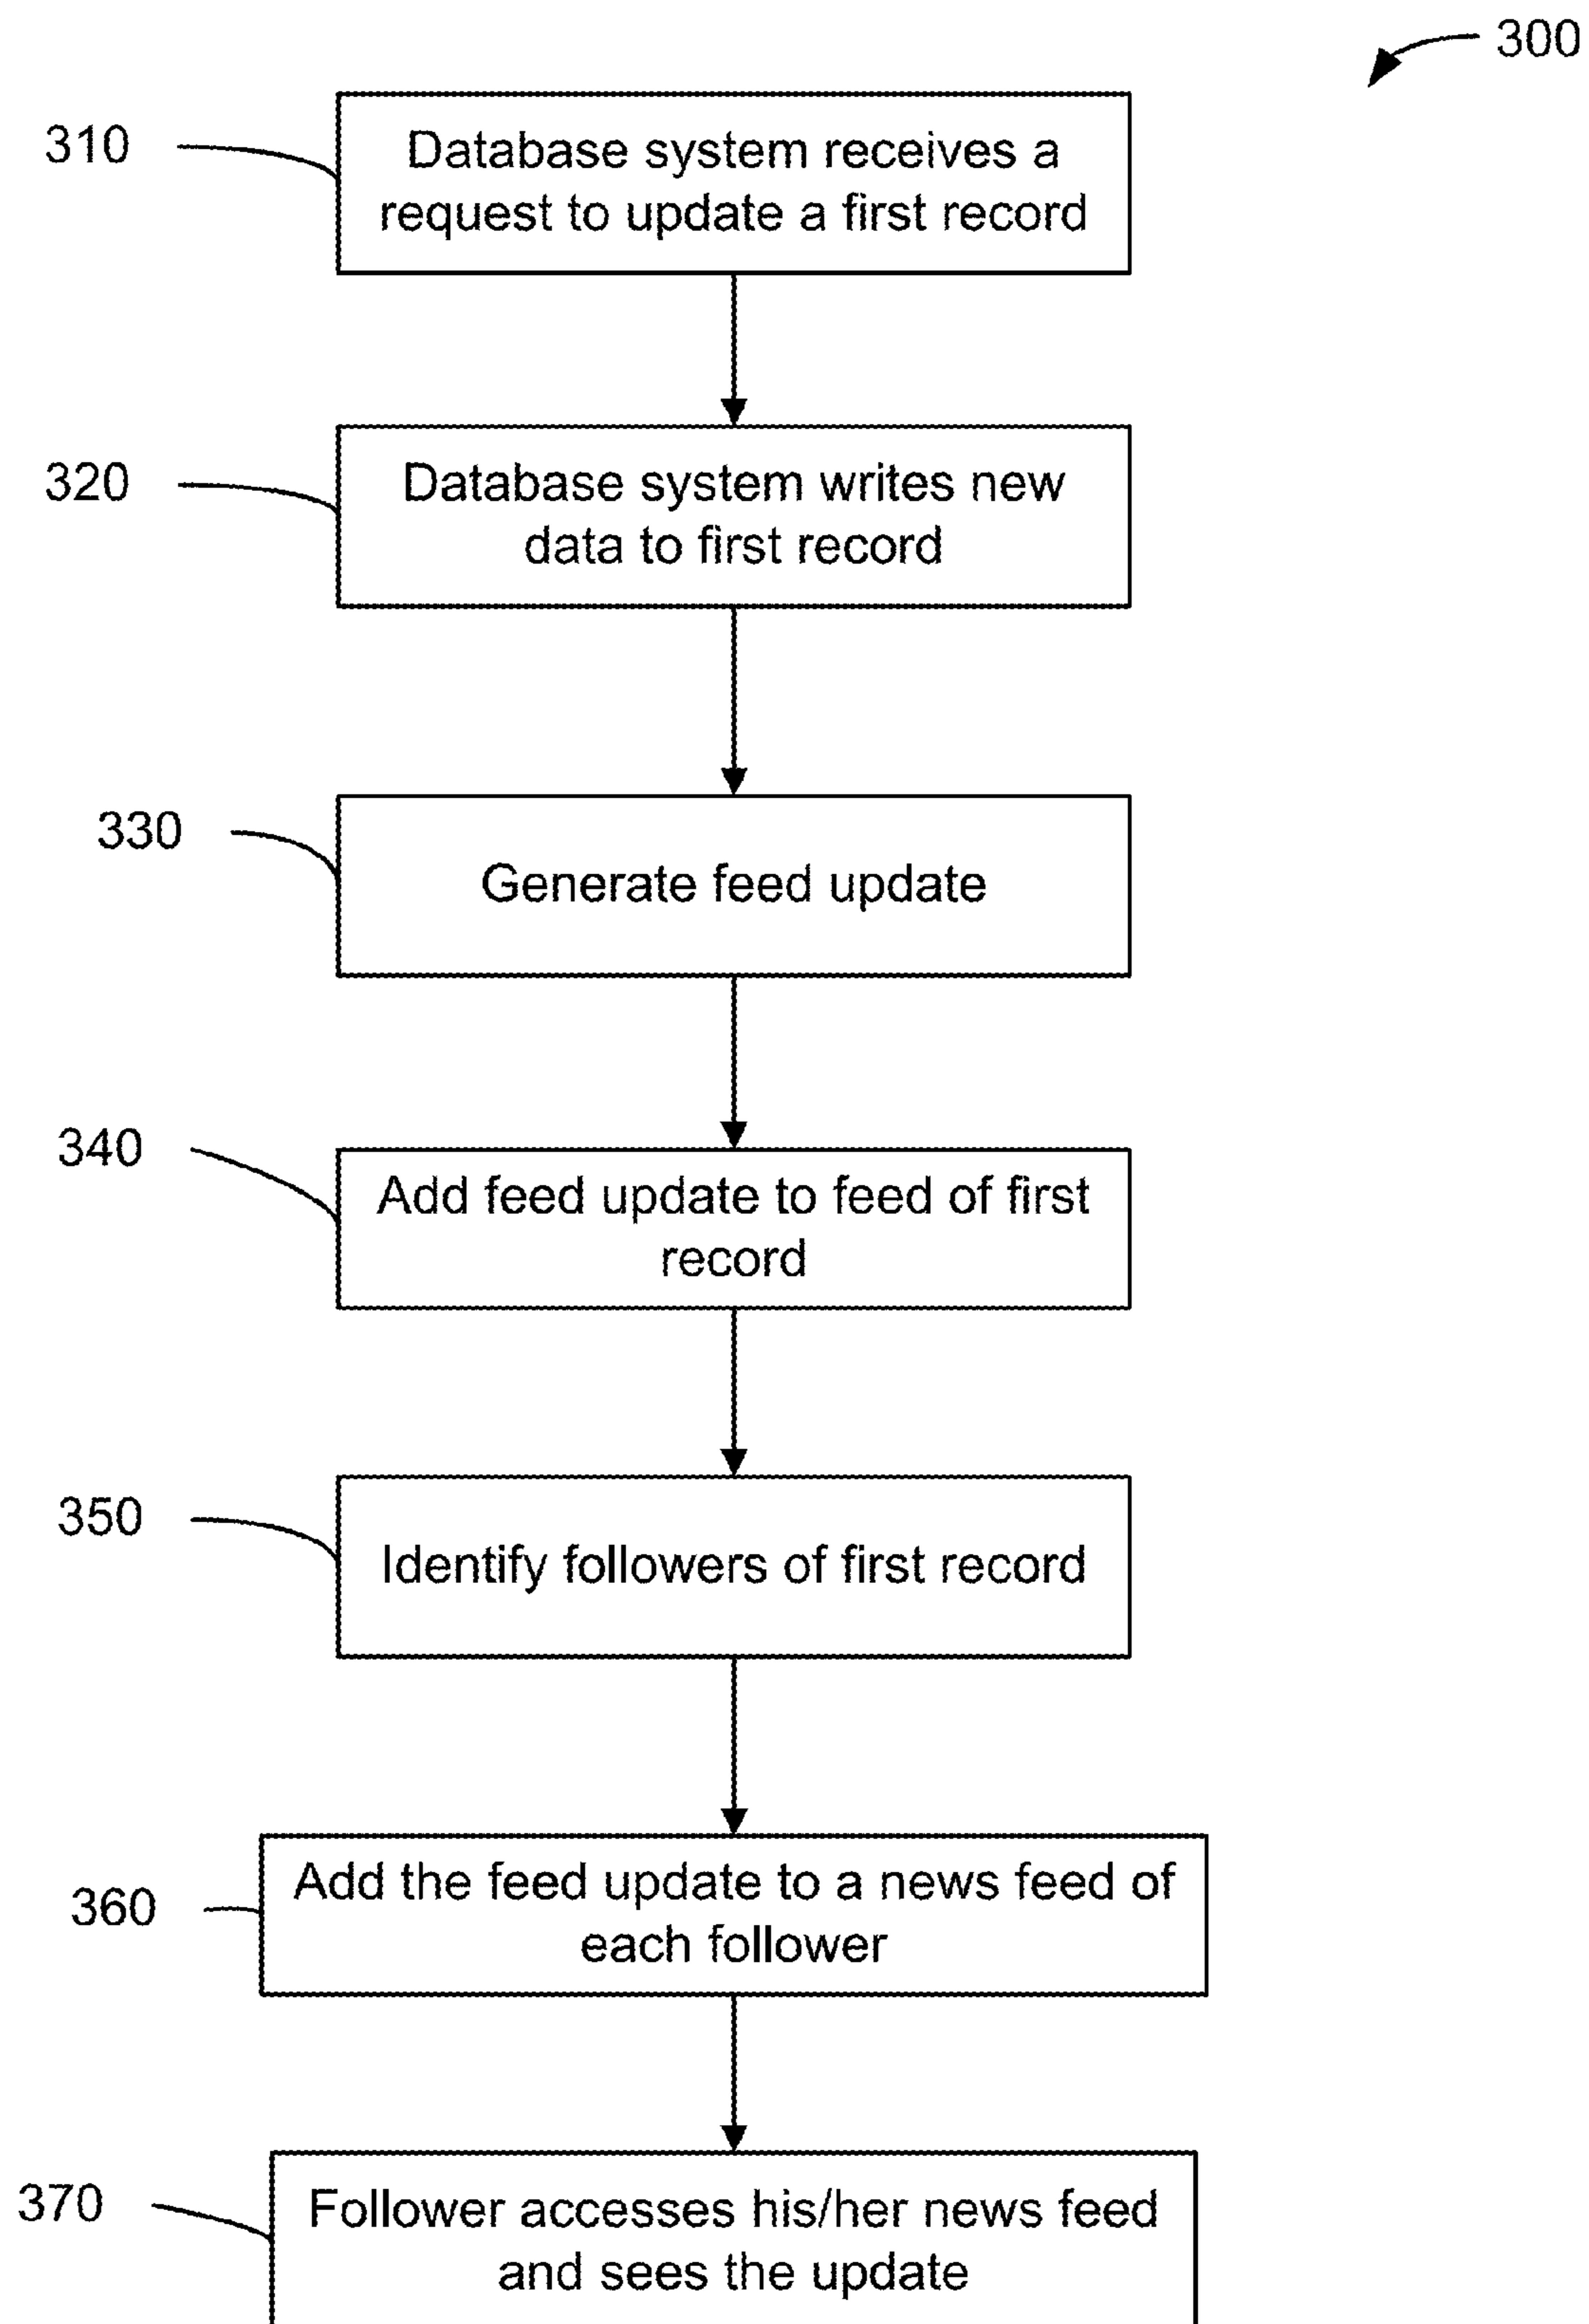 300
310
Database system receives a
request to update a first record
320
Database system writes new
data to first record
330
Generate feed update
340
Add feed update to feed of first
record
350
Identify followers of first record
360
Add the feed update to a news feed of
each follower
370
Follower accesses his/her news feed
and sees the update